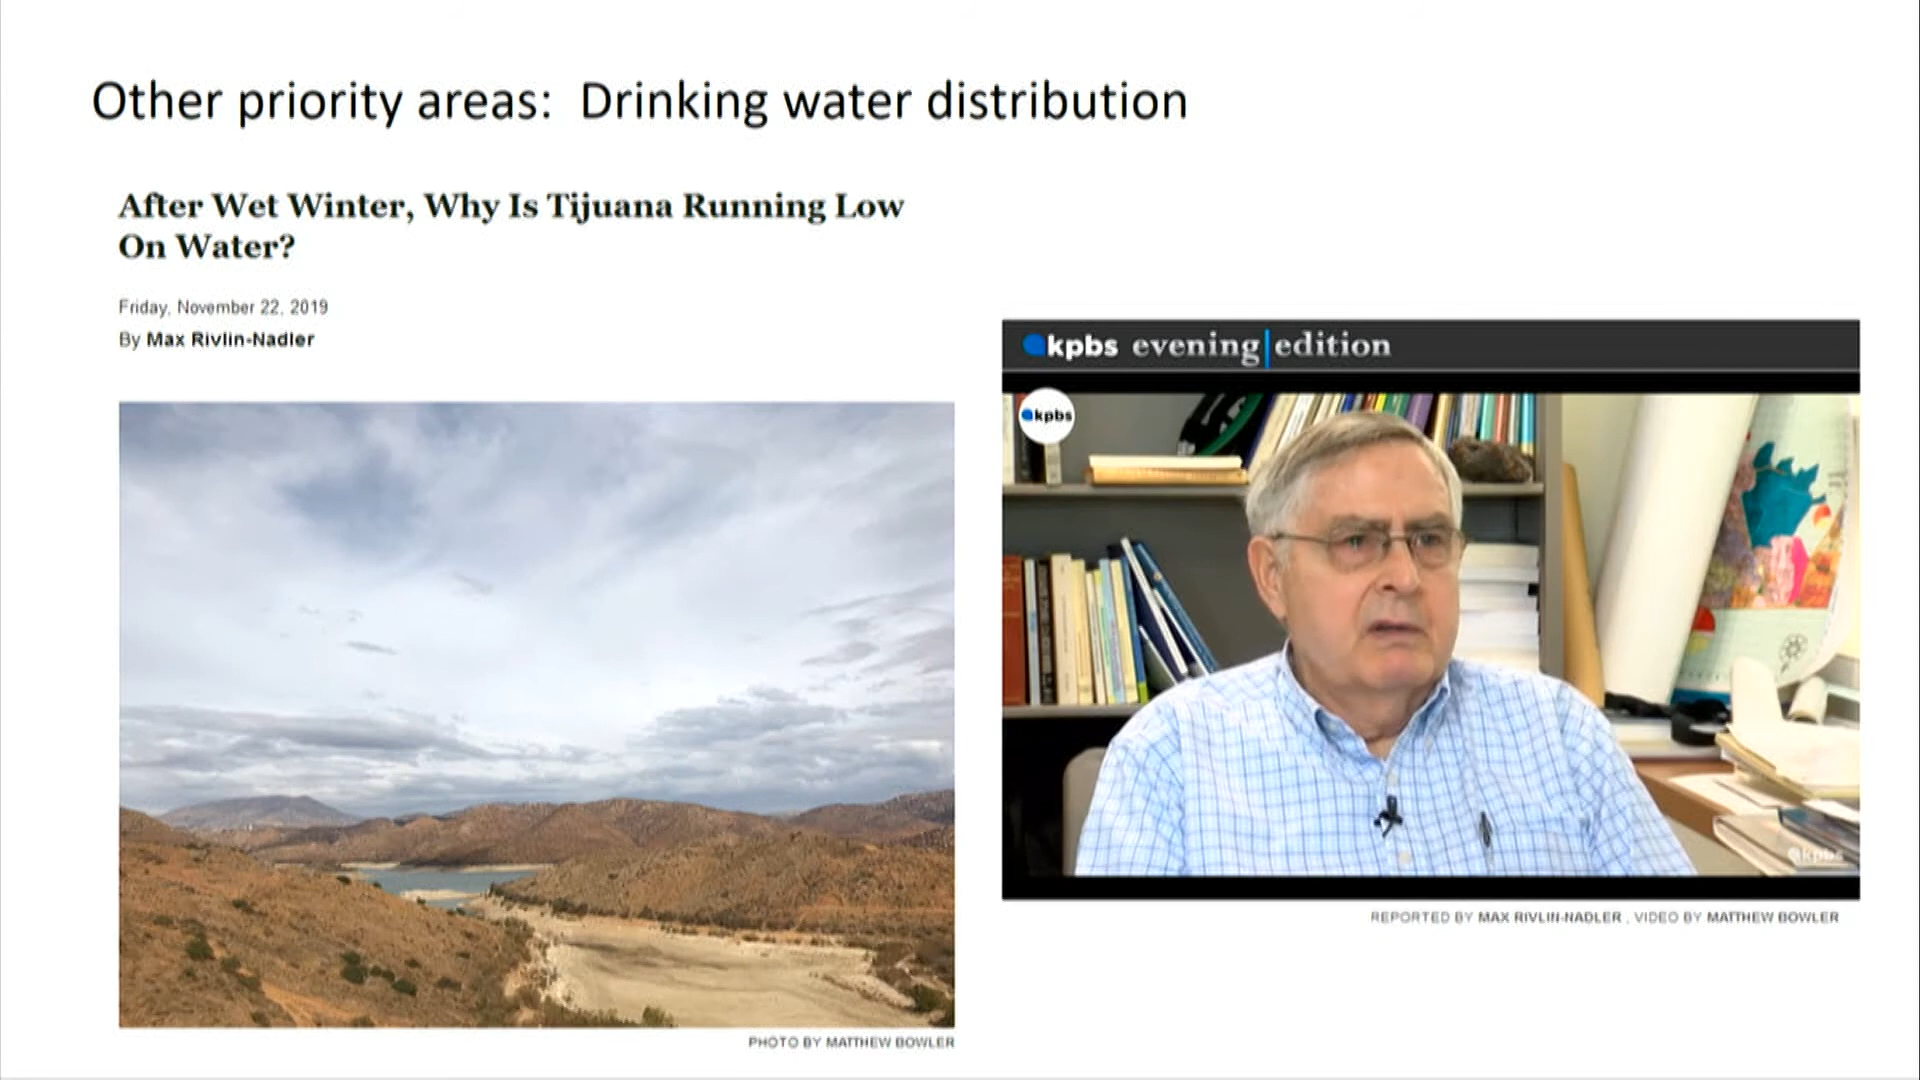 Other priority areas:  Drinking water distribution
After Wet Winter, Why Is Tijuana Running Low
On Water?
Friday, November 22, 2019
By Max Rivlin-Nadler
kpbs evening|edition
kpbs
kpbs
REPORTED BY MAX RIVLIN-NADLER , VIDEO BY MATTHEW BOWLER
PHOTO BY MATTHEW BOWLER